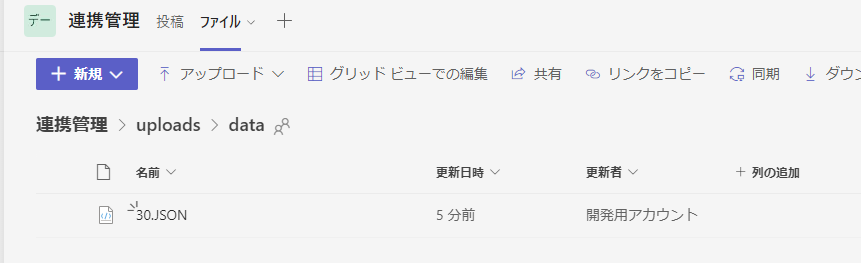 デー 連携管理 投稿 ファイル
新規 アップロード グリッド ビューでの編集 共有 リンクをコピー 同期 ダウン
連携管理 > uploads > data
名前 更新日時 更新者 + 列の追加
30.JSON 5 分前 開発用アカウント